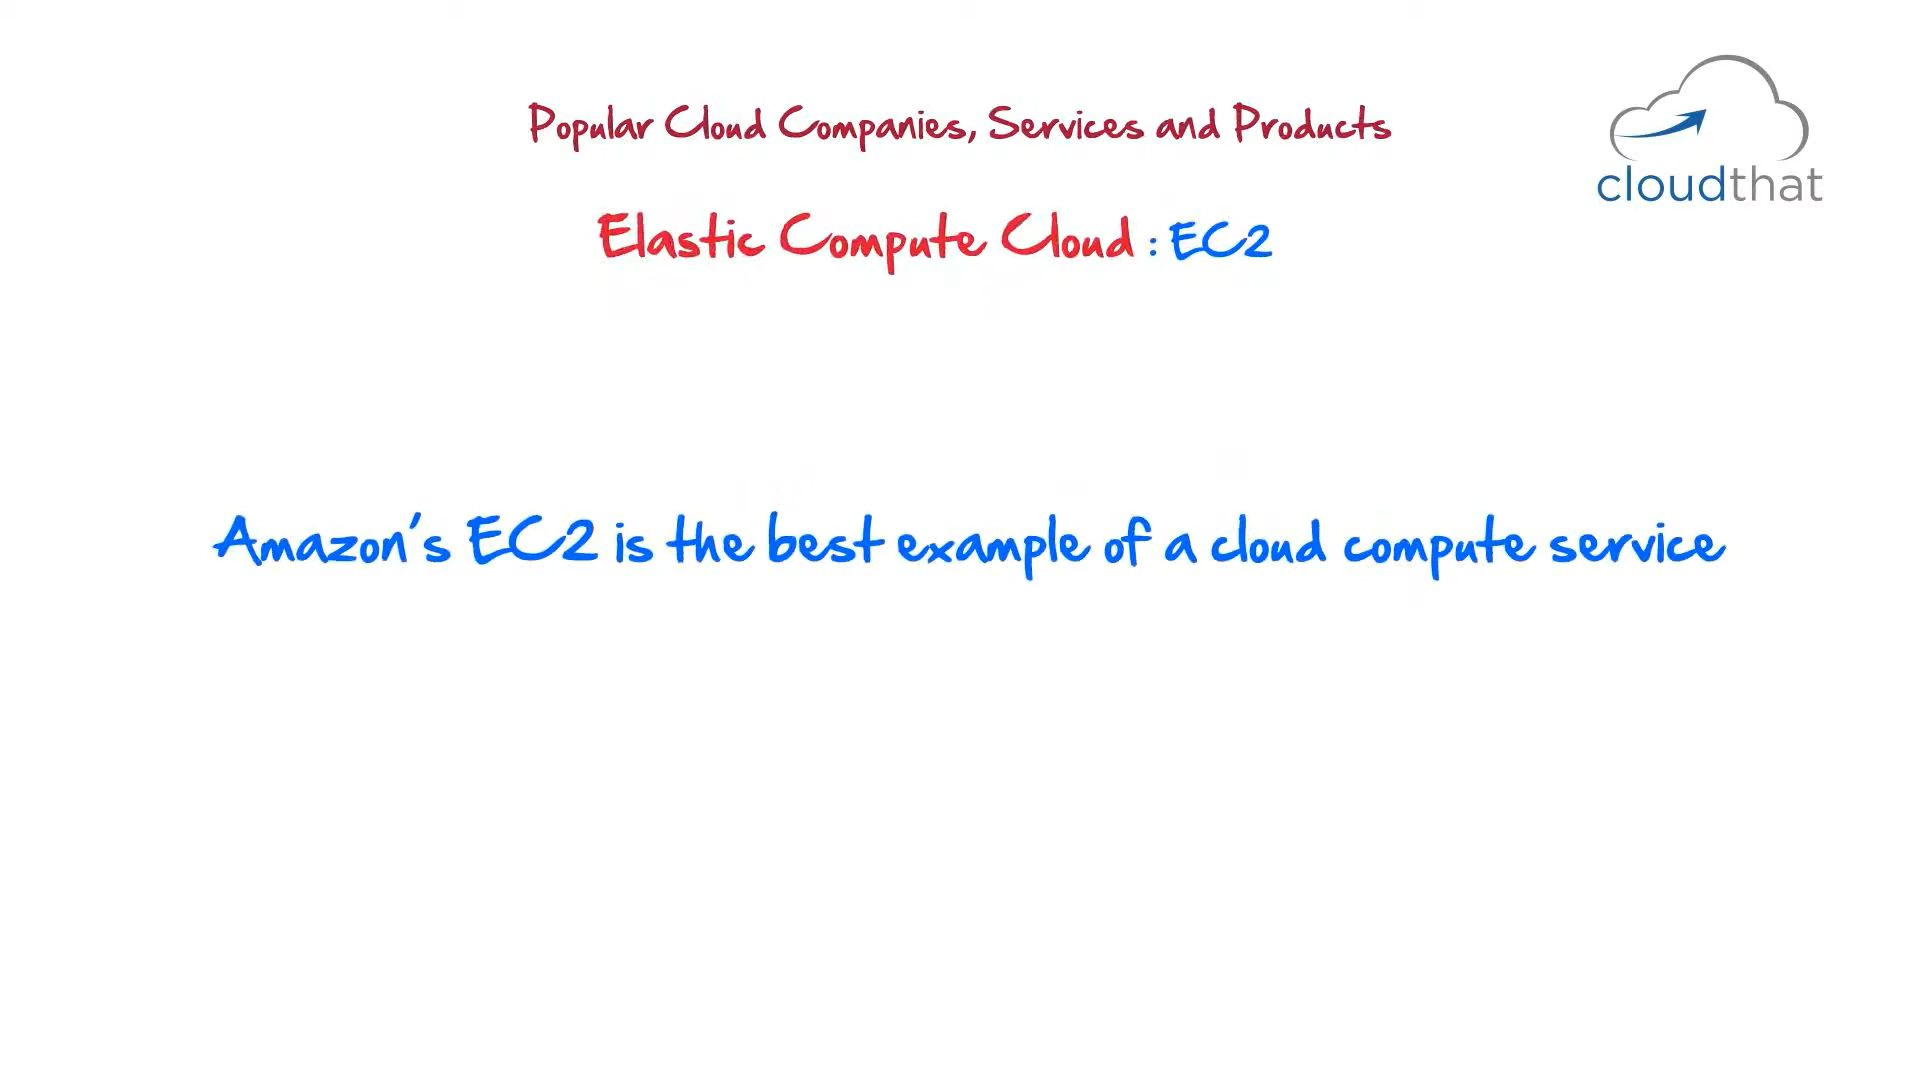 Popular Cloud Companies, Services and Products
cloudthat
Elastic Compute Cloud : EC2
Amazon's EC2 is the best example of a cloud compute service